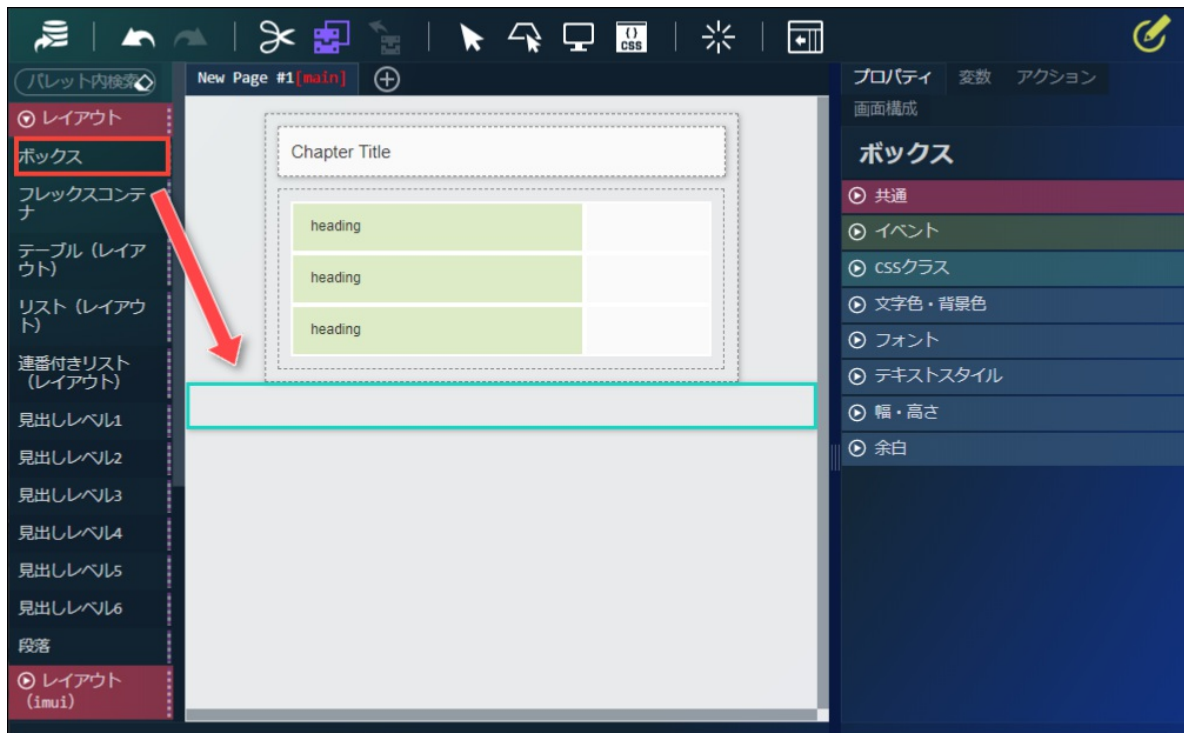 {}
CSS
パレット内検索
New Page #1[main]
プロパティ
変数
アクション
画面構成
レイアウト
ボックス
フレックスコンテ
ナ
テーブル（レイア
ウト）
リスト（レイアウ
ト）
連番付きリスト
（レイアウト）
見出しレベル1
見出しレベル2
見出しレベル3
見出しレベル4
見出しレベル5
見出しレベル6
段落
レイアウト
（imui）
Chapter Title
heading
heading
heading
ボックス
共通
イベント
CSSクラス
文字色・背景色
フォント
テキストスタイル
幅・高さ
余白